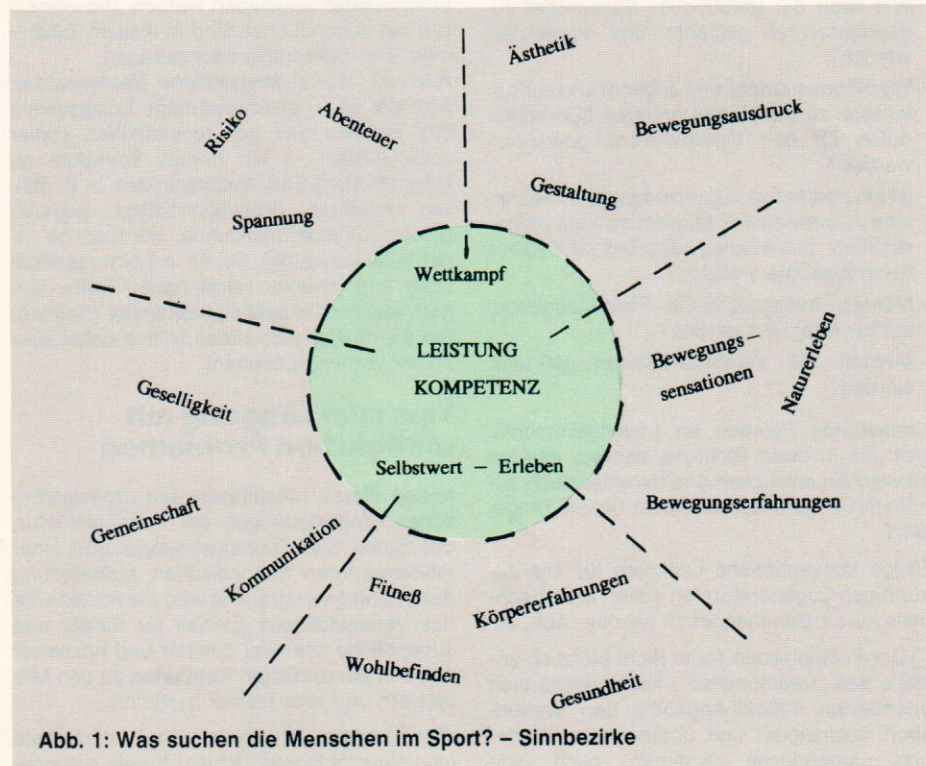 Ästhetik
Risiko
Abenteuer
Spannung
Bewegungsausdruck
Gestaltung
Wettkampf
LEISTUNG
KOMPETENZ
Bewegungs–
sensationen
Naturerleben
Geselligkeit
Selbstwert – Erleben
Gemeinschaft
Kommunikation
Bewegungserfahrungen
Fitneß
Körpererfahrungen
Wohlbefinden
Gesundheit
Abb. 1: Was suchen die Menschen im Sport? – Sinnbezirke